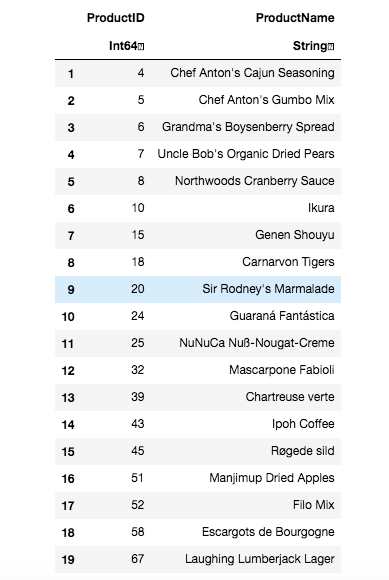 ProductID ProductName
Int64 String
1 4 Chef Anton's Cajun Seasoning
2 5 Chef Anton's Gumbo Mix
3 6 Grandma's Boysenberry Spread
4 7 Uncle Bob's Organic Dried Pears
5 8 Northwoods Cranberry Sauce
6 10 Ikura
7 15 Genen Shouyu
8 18 Carnarvon Tigers
9 20 Sir Rodney's Marmalade
10 24 Guaraná Fantástica
11 25 NuNuCa Nuß-Nougat-Creme
12 32 Mascarpone Fabioli
13 39 Chartreuse verte
14 43 Ipoh Coffee
15 45 Røgede sild
16 51 Manjimup Dried Apples
17 52 Filo Mix
18 58 Escargots de Bourgogne
19 67 Laughing Lumberjack Lager